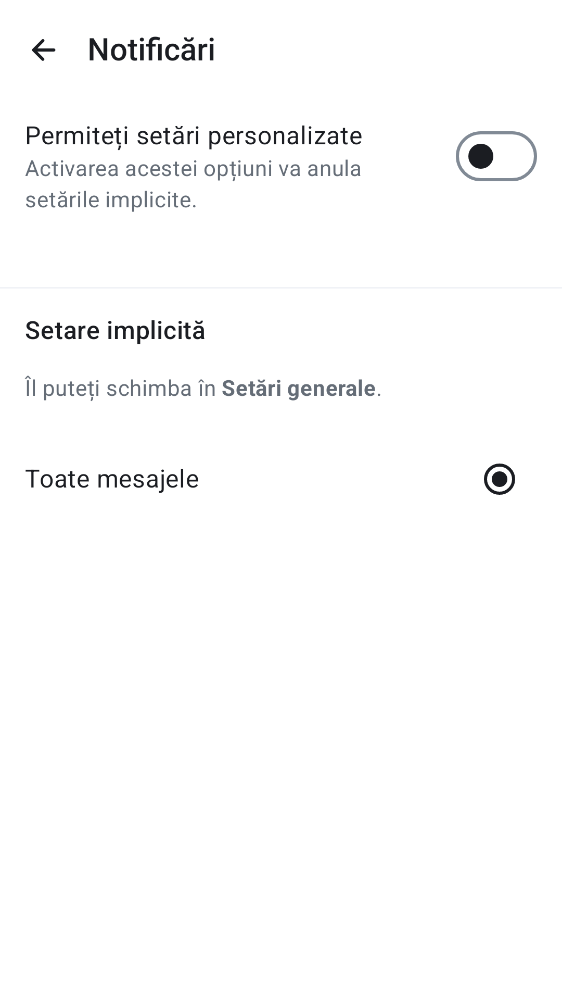 Notificări
Permiteți setări personalizate
Activarea acestei opțiuni va anula
setările implicite.
Setare implicită
Îl puteți schimba în Setări generale.
Toate mesajele